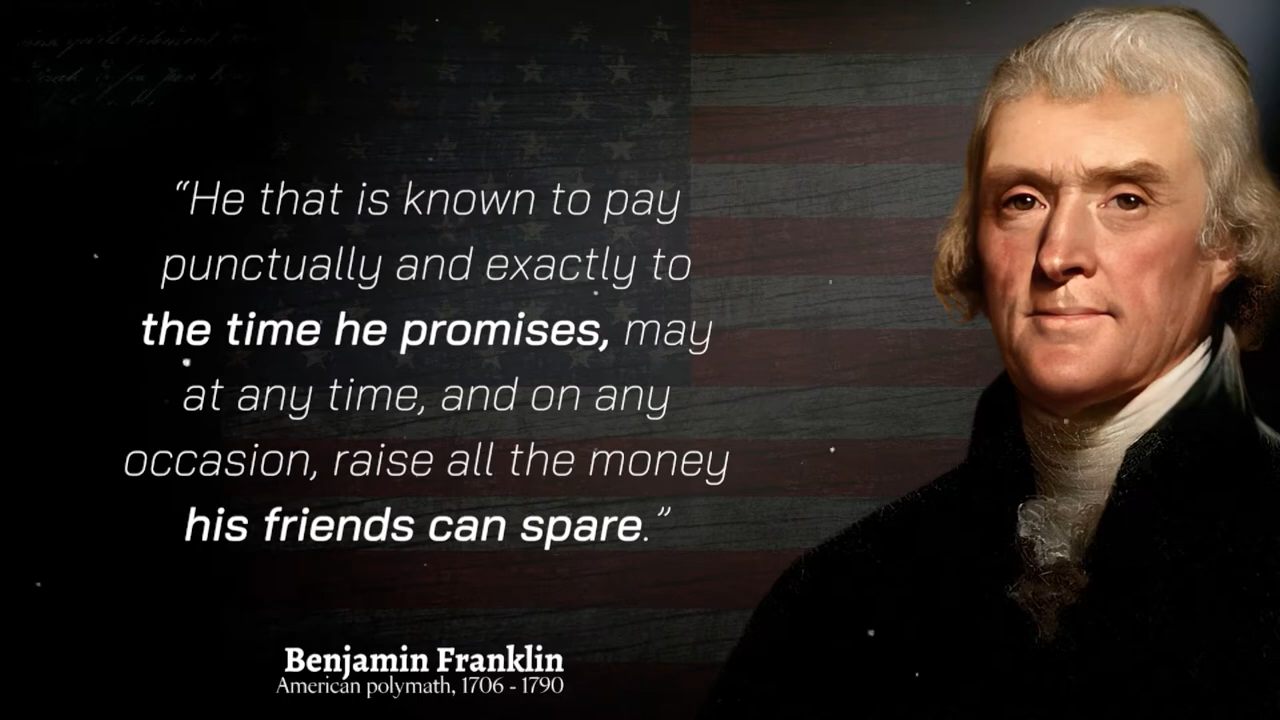 “He that is known to pay
punctually and exactly to
the time he promises, may
at any time, and on any
occasion, raise all the money
his friends can spare.”
Benjamin Franklin
American polymath, 1706 - 1790